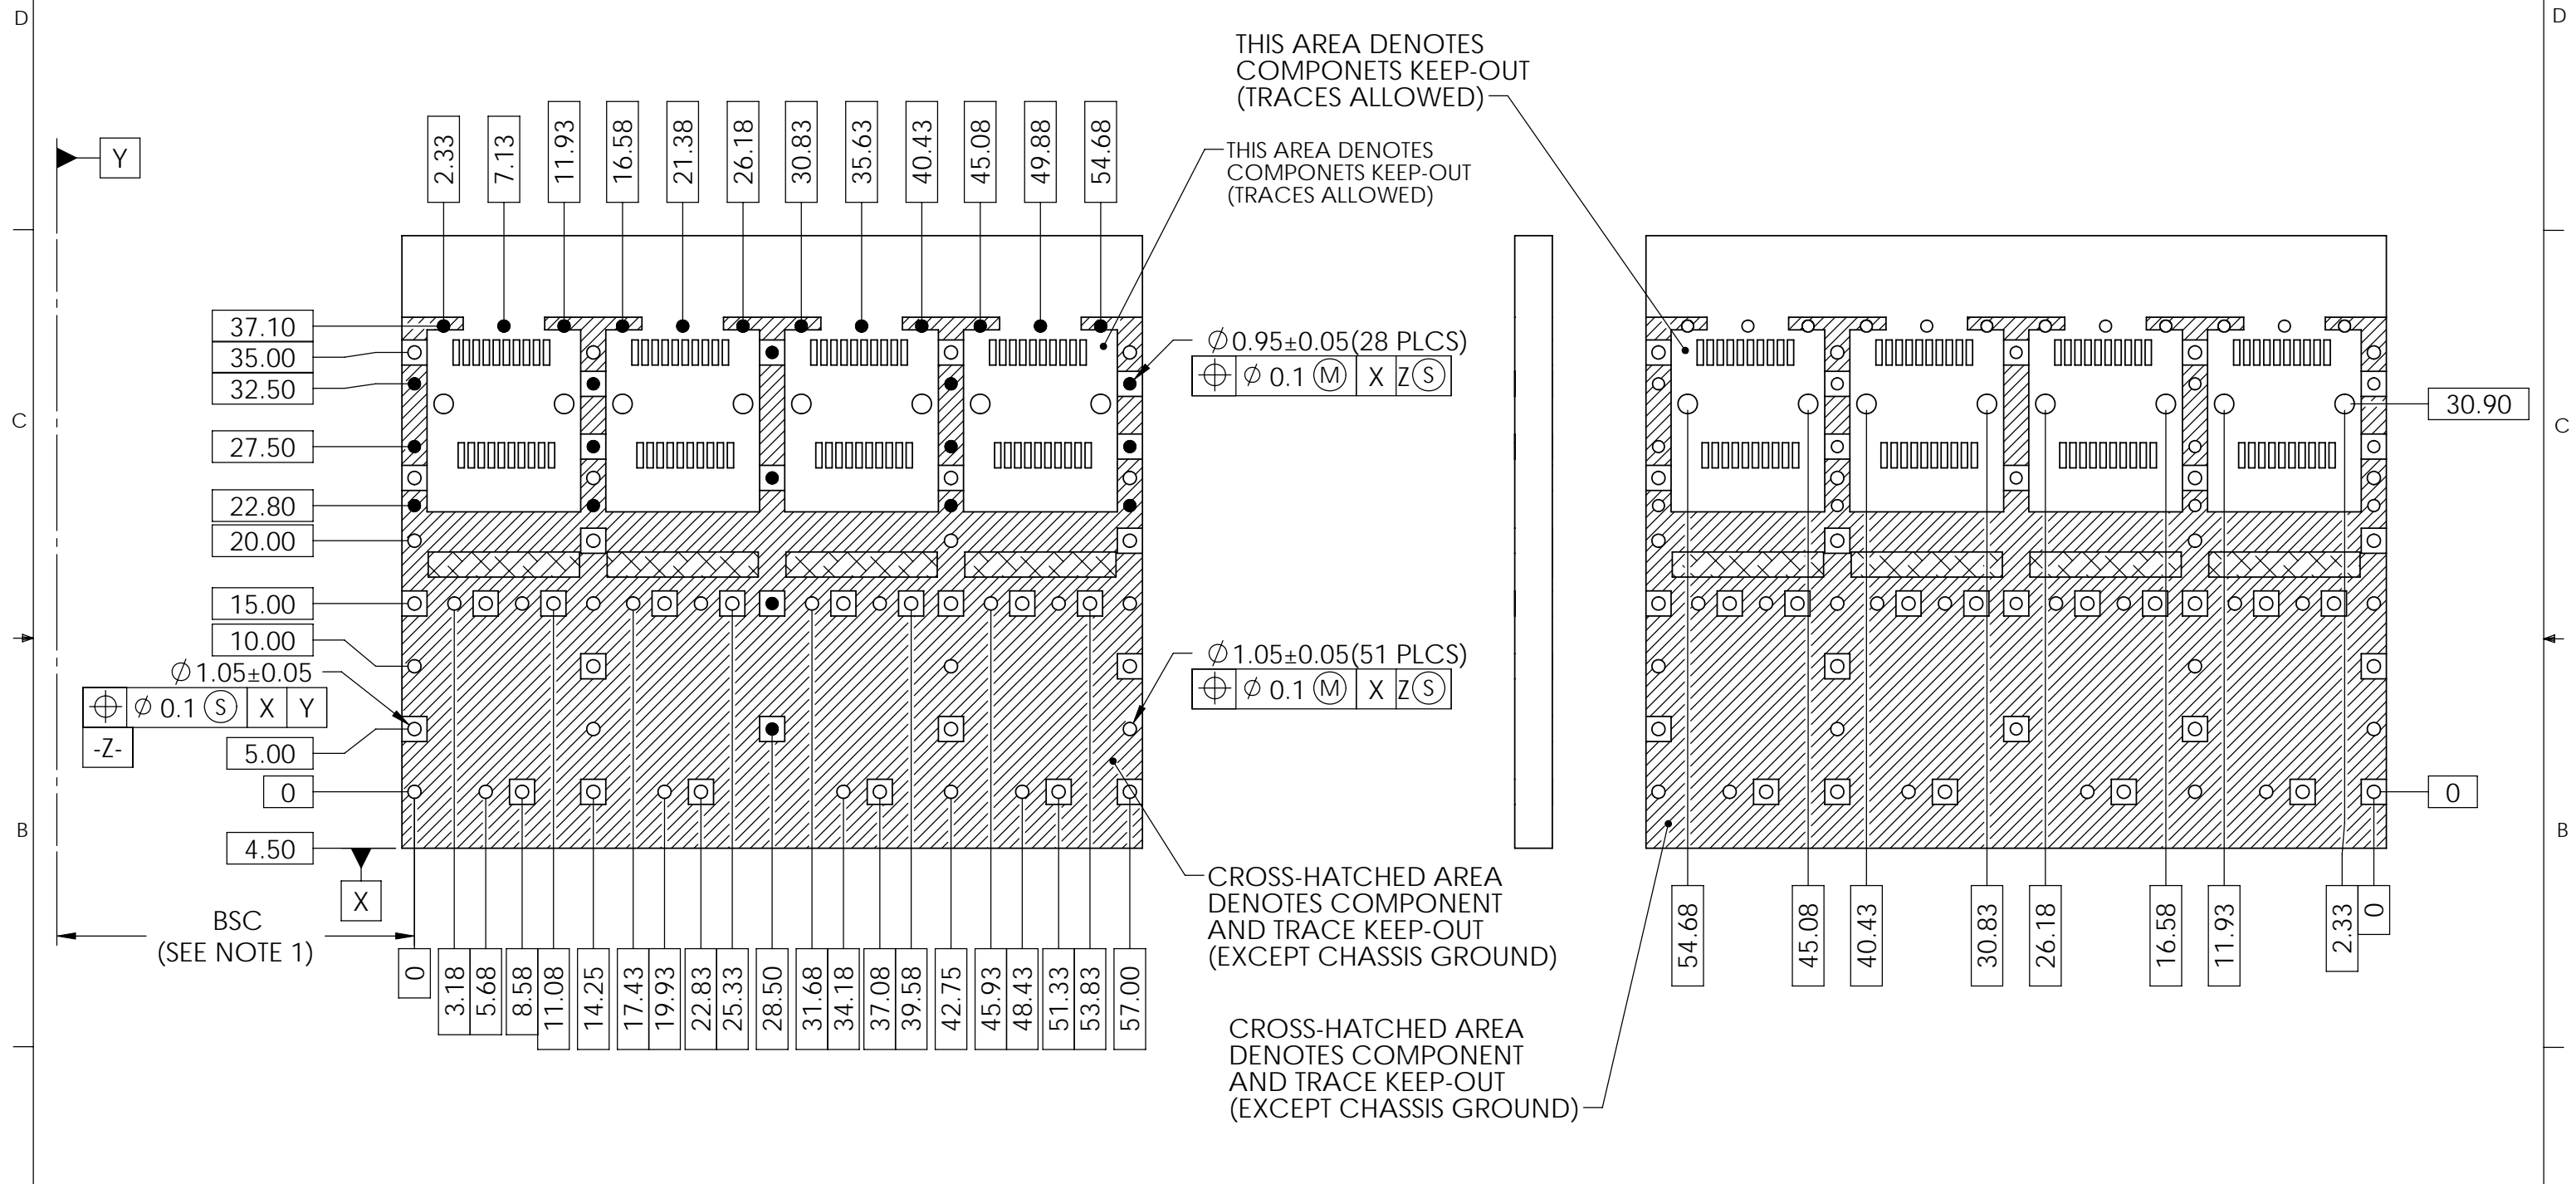 D
D
THIS AREA DENOTES
COMPONETS KEEP-OUT
(TRACES ALLOWED)
THIS AREA DENOTES
COMPONETS KEEP-OUT
(TRACES ALLOWED)
Y
2.33
7.13
11.93
16.58
21.38
26.18
30.83
35.63
40.43
45.08
49.88
54.68
37.10
35.00
32.50
27.50
22.80
20.00
15.00
10.00
⌀1.05±0.05
⌖ ⌀ 0.1 Ⓢ X Y
-Z-
5.00
0
4.50
X
BSC
(SEE NOTE 1)
C
B
⌀0.95±0.05(28 PLCS)
⌖ ⌀ 0.1 Ⓜ X ZⓈ
⌀1.05±0.05(51 PLCS)
⌖ ⌀ 0.1 Ⓜ X ZⓈ
CROSS-HATCHED AREA
DENOTES COMPONENT
AND TRACE KEEP-OUT
(EXCEPT CHASSIS GROUND)
CROSS-HATCHED AREA
DENOTES COMPONENT
AND TRACE KEEP-OUT
(EXCEPT CHASSIS GROUND)
0
3.18
5.68
8.58
11.08
14.25
17.43
19.93
22.83
25.33
28.50
31.68
34.18
37.08
39.58
42.75
45.93
48.43
51.33
53.83
57.00
30.90
C
0
B
54.68
45.08
40.43
30.83
26.18
16.58
11.93
2.33
0